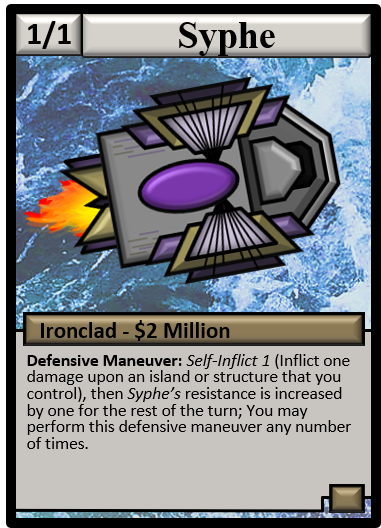 1/1 Syphe
Ironclad - $2 Million
Defensive Maneuver: Self-Inflict 1 (Inflict one
damage upon an island or structure that you
control), then Syphe's resistance is increased
by one for the rest of the turn; You may
perform this defensive maneuver any number
of times.